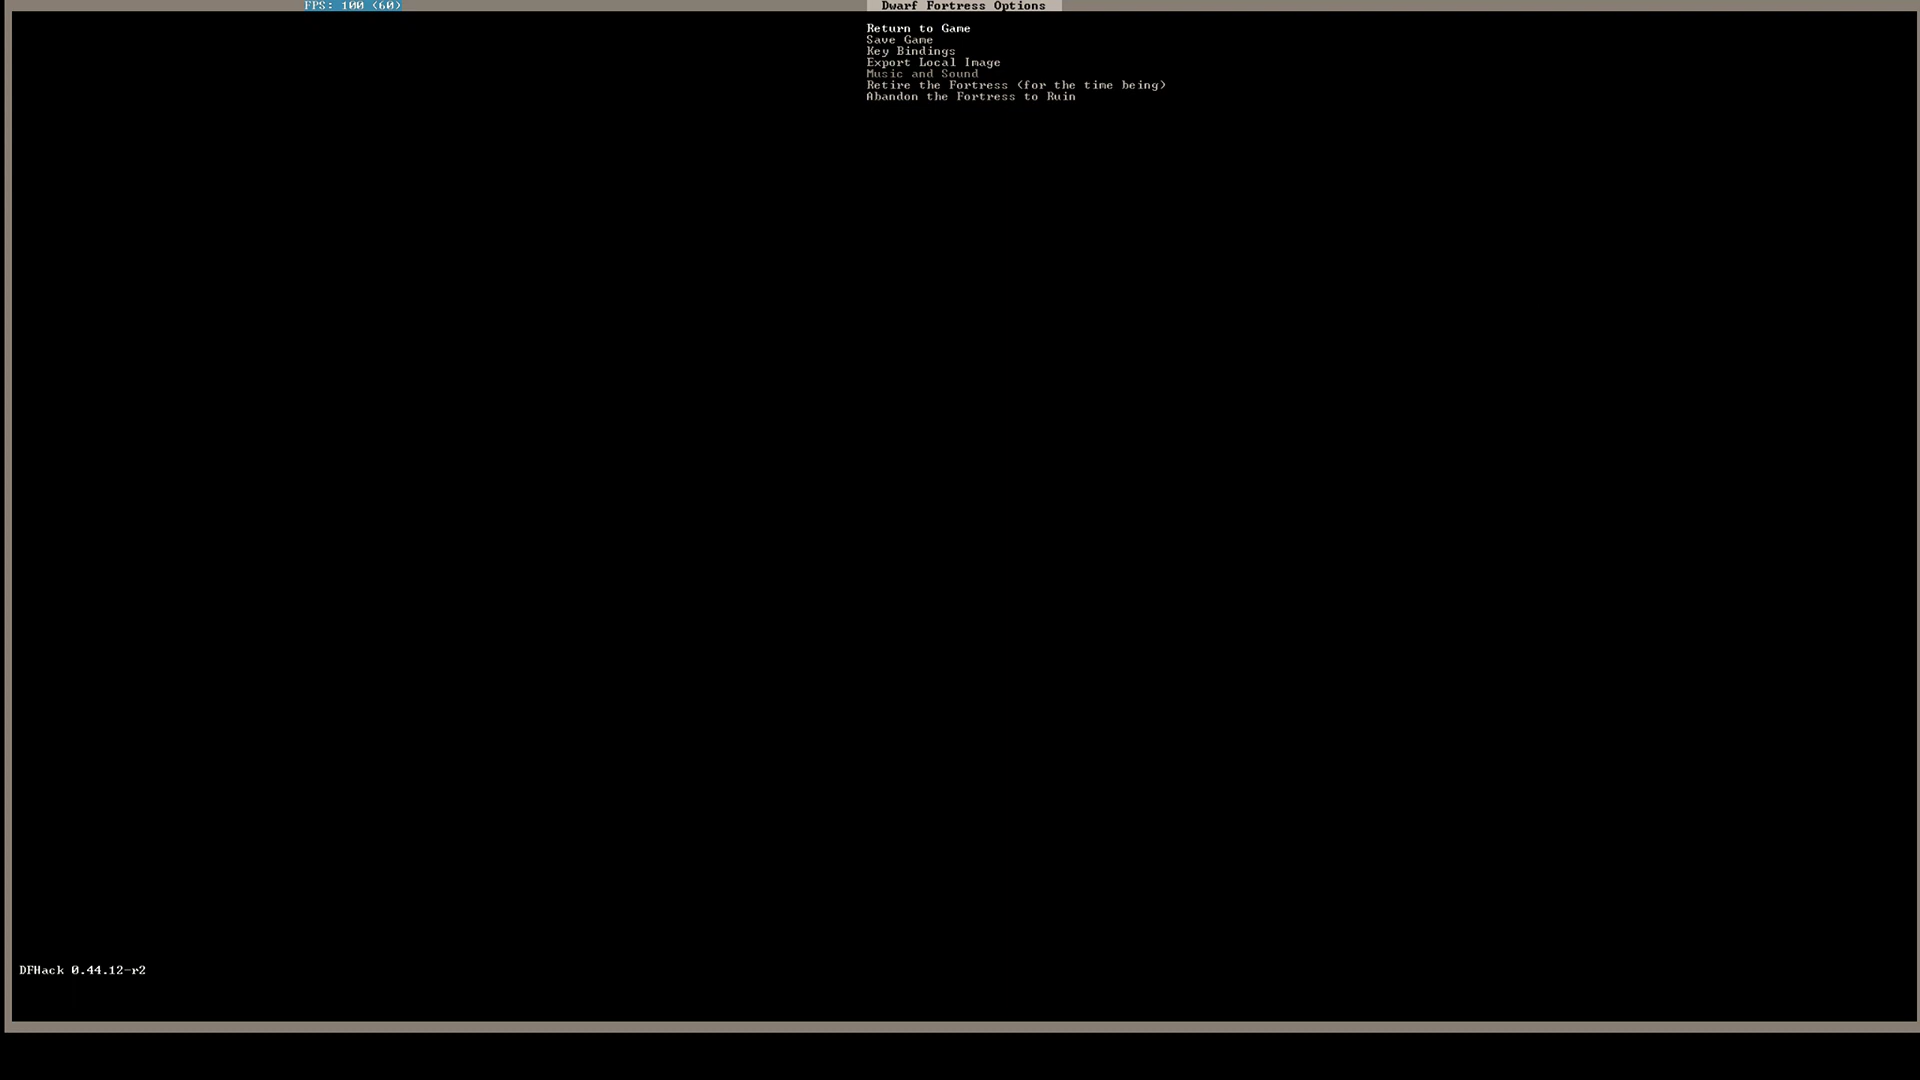 FPS: 100 (60)
Dwarf Fortress Options
Return to Game
Save Game
Key Bindings
Export Local Image
Music and Sound
Retire the Fortress (for the time being)
Abandon the Fortress to Ruin
DFHack 0.44.12-r2